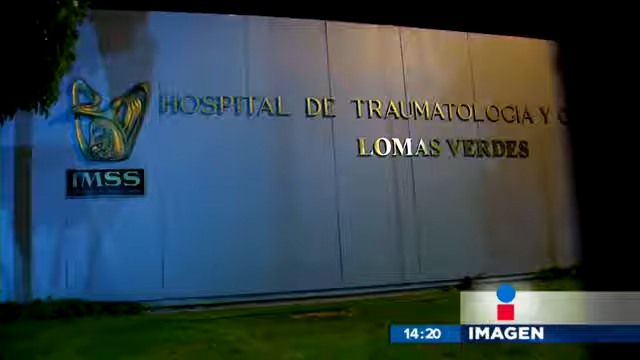 HOSPITAL DE TRAUMATOLOGIA Y
LOMAS VERDES
IMSS
14:20 IMAGEN